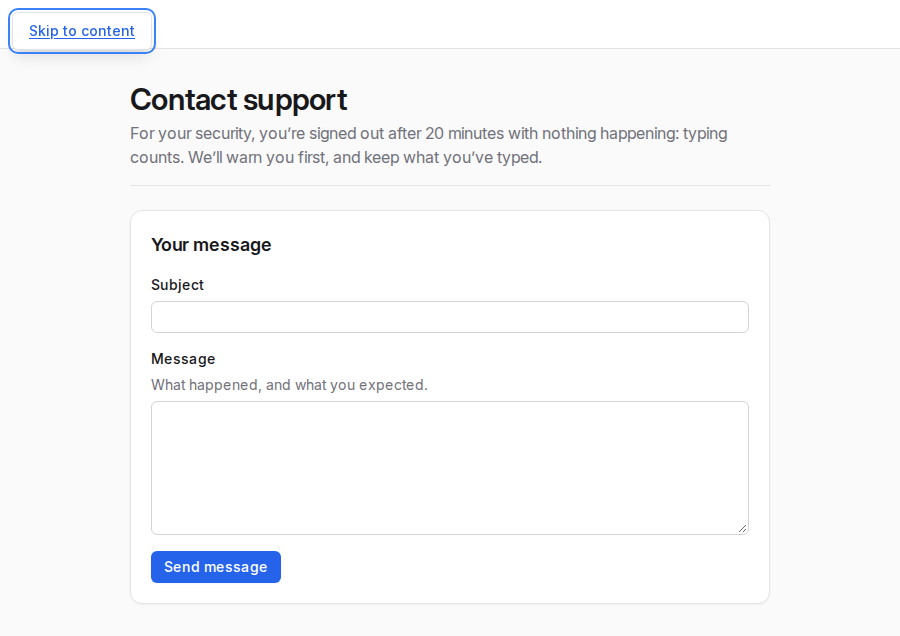 Skip to content
Contact support
For your security, you’re signed out after 20 minutes with nothing happening: typing
counts. We’ll warn you first, and keep what you’ve typed.
Your message
Subject
Message
What happened, and what you expected.
Send message